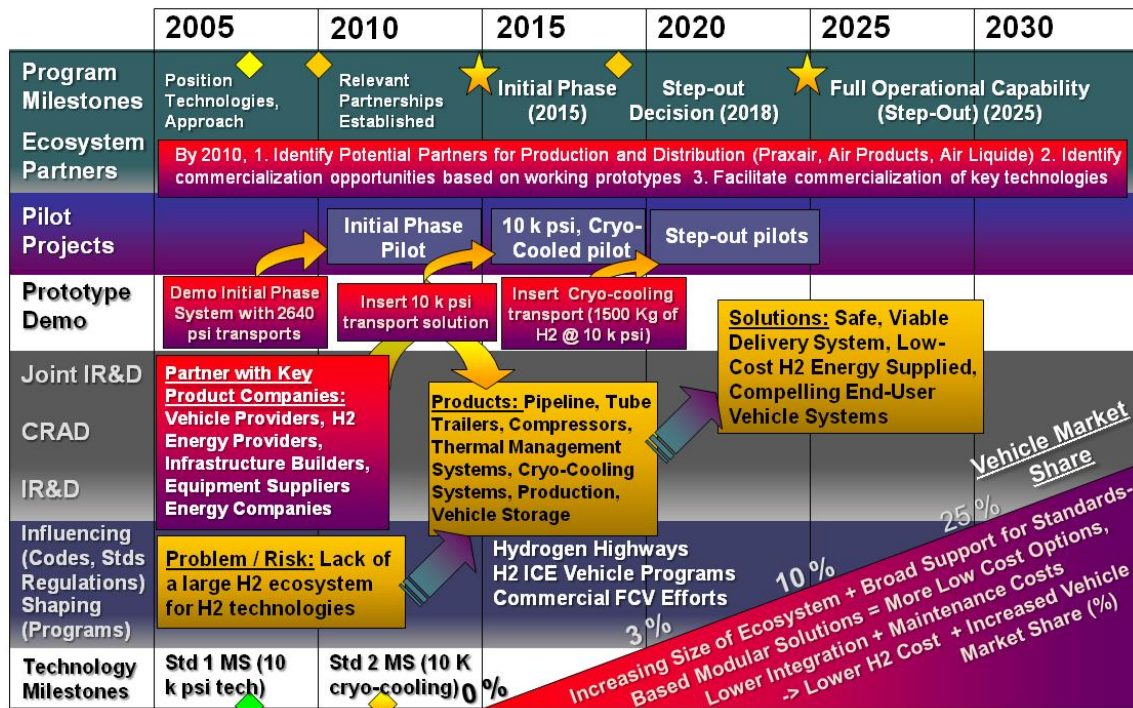 2005 2010 2015 2020 2025 2030
Program
Milestones
Position
Technologies,
Approach
Relevant
Partnerships
Established
Initial Phase
(2015)
Step-out
Decision (2018)
Full Operational Capability
(Step-Out) (2025)
Ecosystem
Partners
By 2010, 1. Identify Potential Partners for Production and Distribution (Praxair, Air Products, Air Liquide) 2. Identify
commercialization opportunities based on working prototypes 3. Facilitate commercialization of key technologies
Pilot
Projects
Initial Phase
Pilot
10 k psi, Cryo-
Cooled pilot
Step-out pilots
Prototype
Demo
Demo Initial Phase
System with 2640
psi transports
Insert 10 k psi
transport solution
Insert Cryo-cooling
transport (1500 Kg of
H2 @ 10 k psi)
Solutions: Safe, Viable
Delivery System, Low-
Cost H2 Energy Supplied,
Compelling End-User
Vehicle Systems
Joint IR&D
CRAD
IR&D
Partner with Key
Product Companies:
Vehicle Providers, H2
Energy Providers,
Infrastructure Builders,
Equipment Suppliers
Energy Companies
Products: Pipeline, Tube
Trailers, Compressors,
Thermal Management
Systems, Cryo-Cooling
Systems, Production,
Vehicle Storage
Vehicle Market
Share
Influencing
(Codes, Stds
Regulations)
Shaping
(Programs)
Problem / Risk: Lack of
a large H2 ecosystem
for H2 technologies
Hydrogen Highways
H2 ICE Vehicle Programs
Commercial FCV Efforts
0 %
3 %
10 %
25 %
Increasing Size of Ecosystem + Broad Support for Standards-
Based Modular Solutions = More Low Cost Options,
Lower Integration + Maintenance Costs
-> Lower H2 Cost + Increased Vehicle
Market Share (%)
Technology
Milestones
Std 1 MS (10
k psi tech)
Std 2 MS (10 K
cryo-cooling)